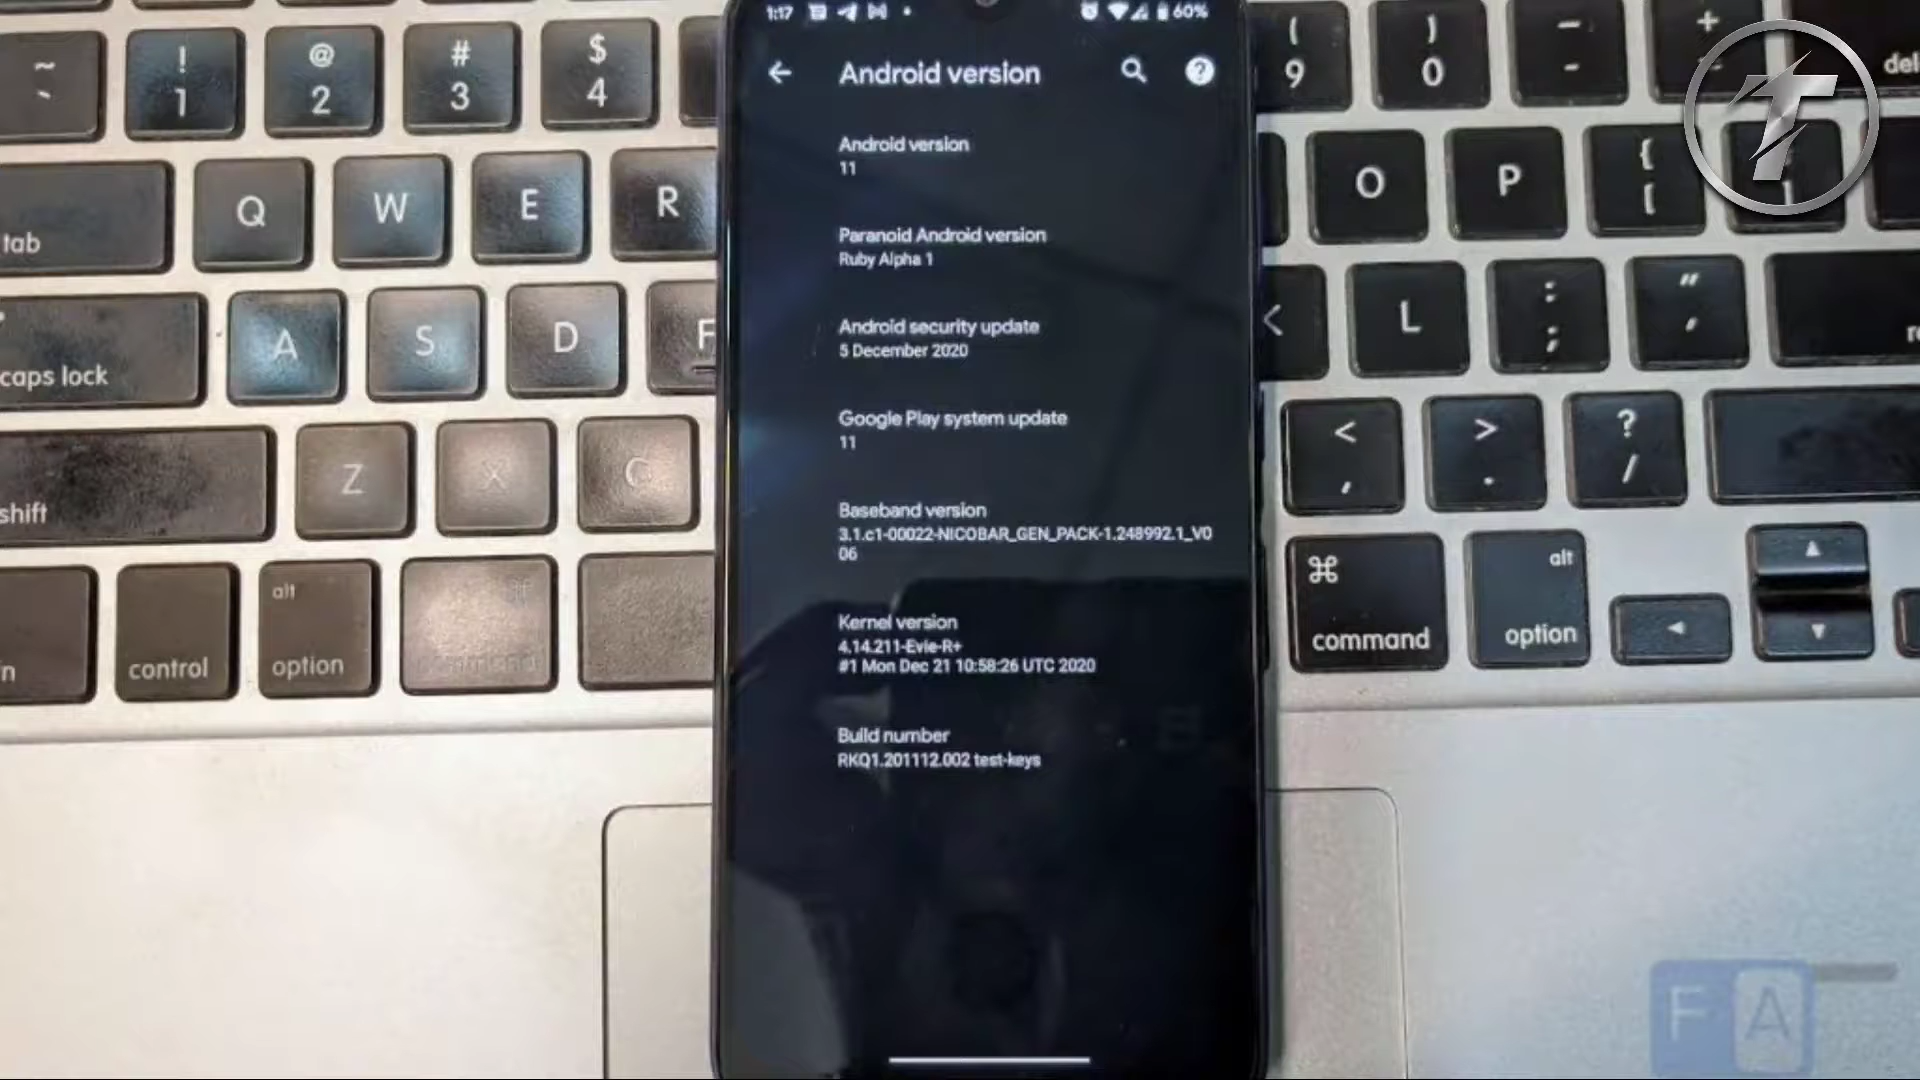 1:17
60%
Android version
?
Android version
11
Paranoid Android version
Ruby Alpha 1
Android security update
5 December 2020
Google Play system update
11
Baseband version
3.1.c1-00022-NICOBAR_GEN_PACK-1.248992.1_V0
06
Kernel version
4.14.211-Evie-R+
#1 Mon Dec 21 10:58:26 UTC 2020
Build number
RKQ1.201112.002 test-keys
~ ! @ # $ ( ) _ +
` 1 2 3 4 9 0 -
tab Q W E R O P { [ ]
caps lock A S D F L : ; " '
shift Z X C < , > . ? /
control alt option ⌘ command alt option
T
F A